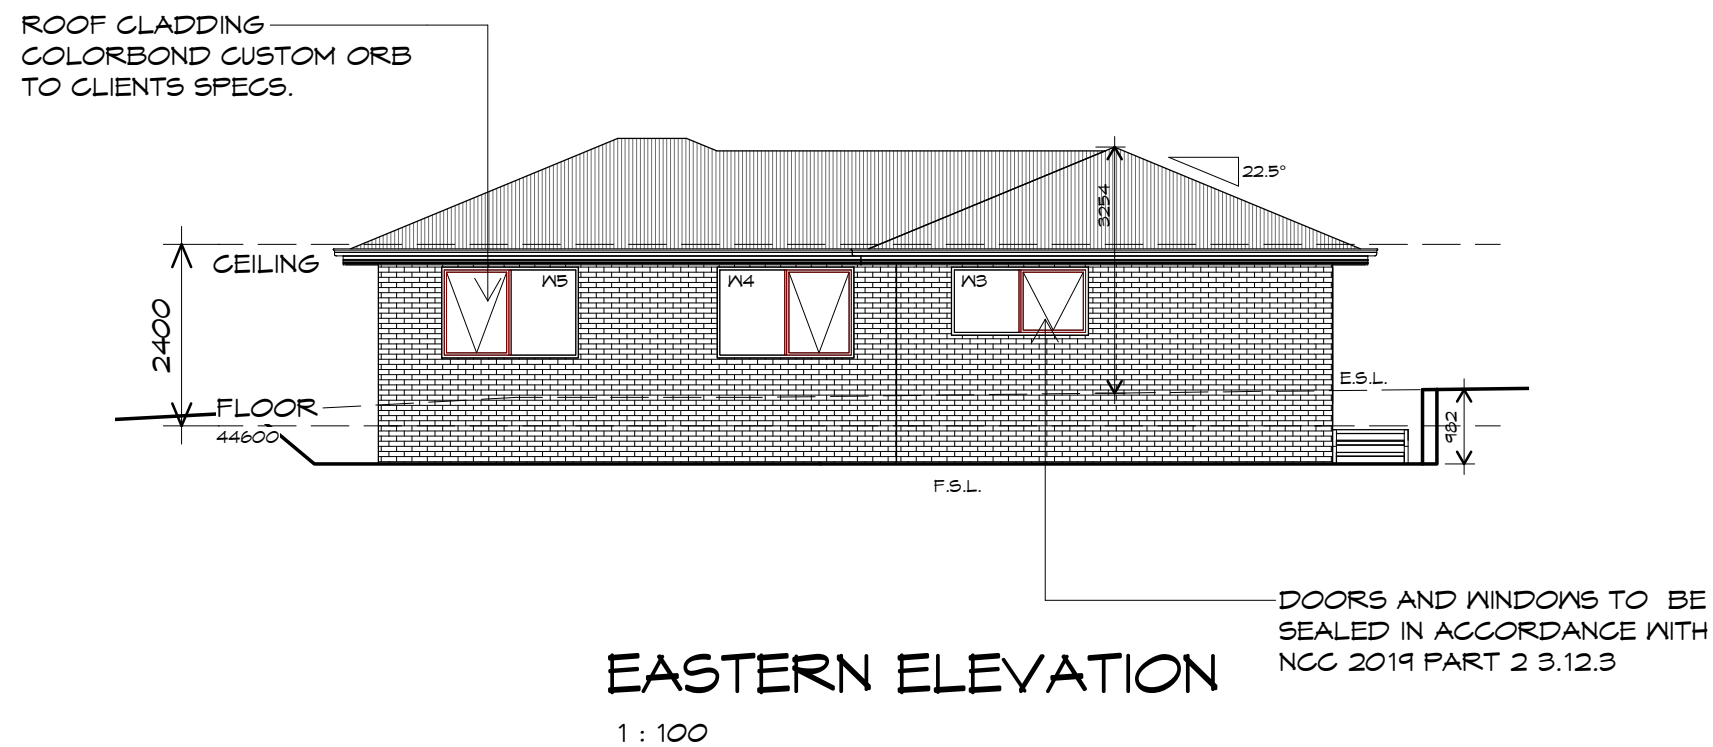 ROOF CLADDING
COLORBOND CUSTOM ORB
TO CLIENTS SPECS.
22.5°
3254
CEILING
W5
W4
W3
2400
E.S.L.
FLOOR
44600
982
F.S.L.
DOORS AND WINDOWS TO BE
SEALED IN ACCORDANCE WITH
NCC 2019 PART 2 3.12.3
EASTERN ELEVATION
1 : 100